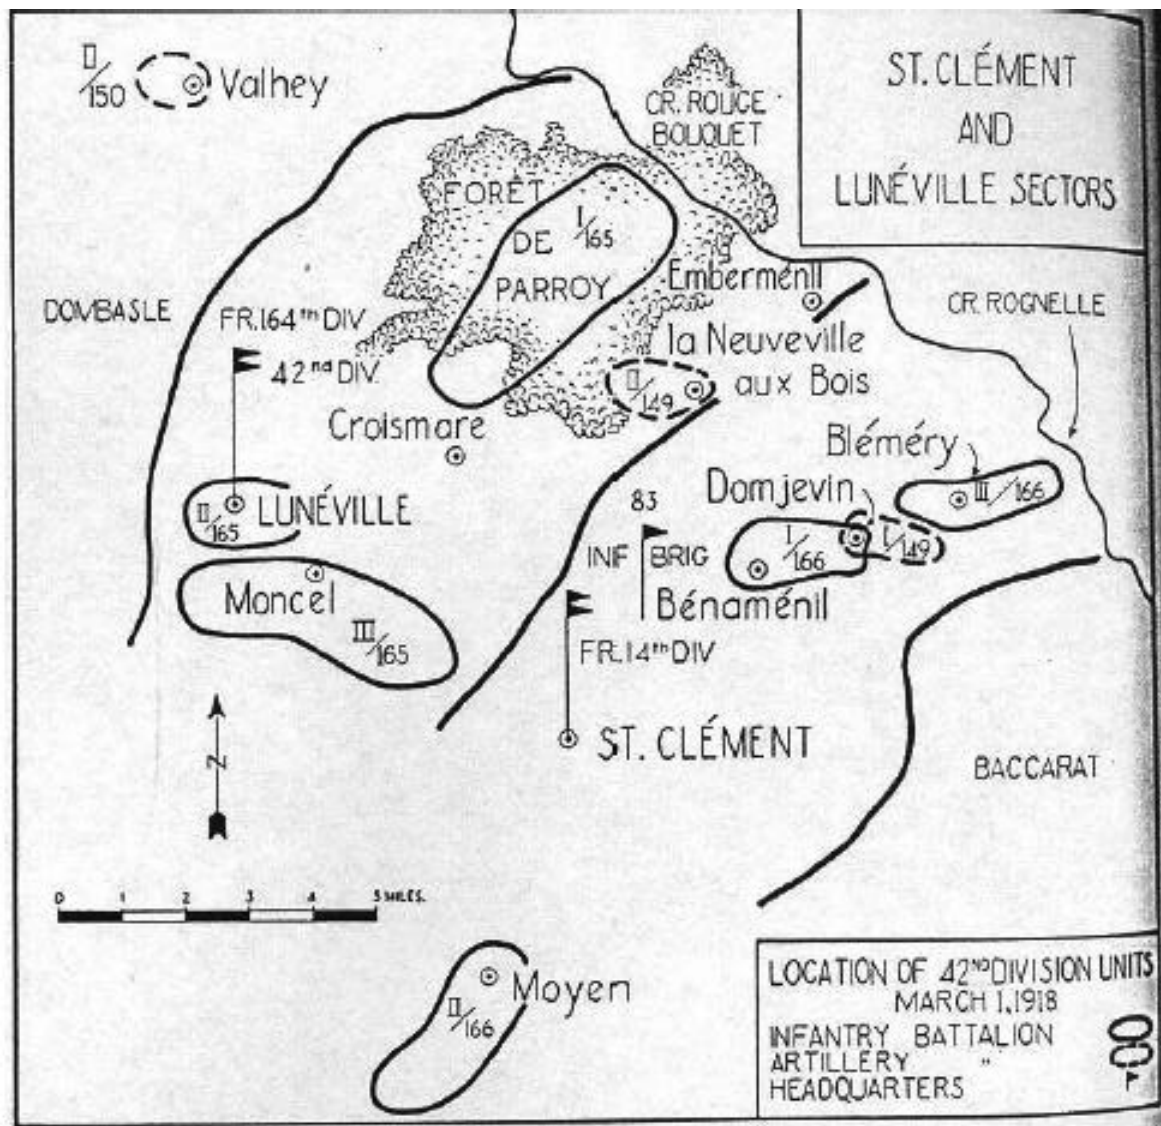 ST. CLÉMENT
AND
LUNÉVILLE SECTORS
II/150
Valhey
CR. ROUGE
BOUQUET
FORÊT
DE
PARROY
I/165
DOMBASLE
FR. 164th DIV
42nd DIV.
Emberménil
CR. ROGNELLE
la Neuveville
aux Bois
II/149
Croismare
Blémèry
III/166
Domjevin
II/165
LUNÉVILLE
83
INF BRIG
I/166
I/149
Moncel
III/165
Bénaménil
FR. 14th DIV
ST. CLÉMENT
N
BACCARAT
0 1 2 3 4 5 MILES.
Moyen
II/166
LOCATION OF 42ND DIVISION UNITS
MARCH 1, 1918
INFANTRY BATTALION
ARTILLERY "
HEADQUARTERS